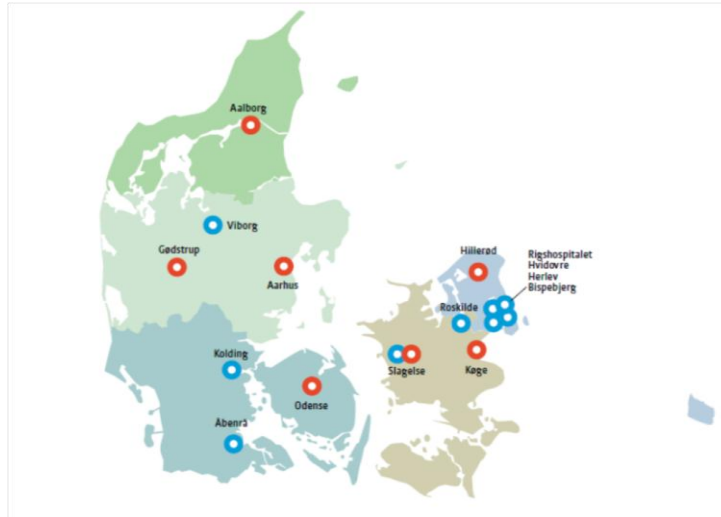 Aalborg
Viborg
Gødstrup
Aarhus
Hillerød
Rigshospitalet
Hvidovre
Herlev
Bispebjerg
Roskilde
Kolding
Slagelse
Køge
Odense
Åbenrå